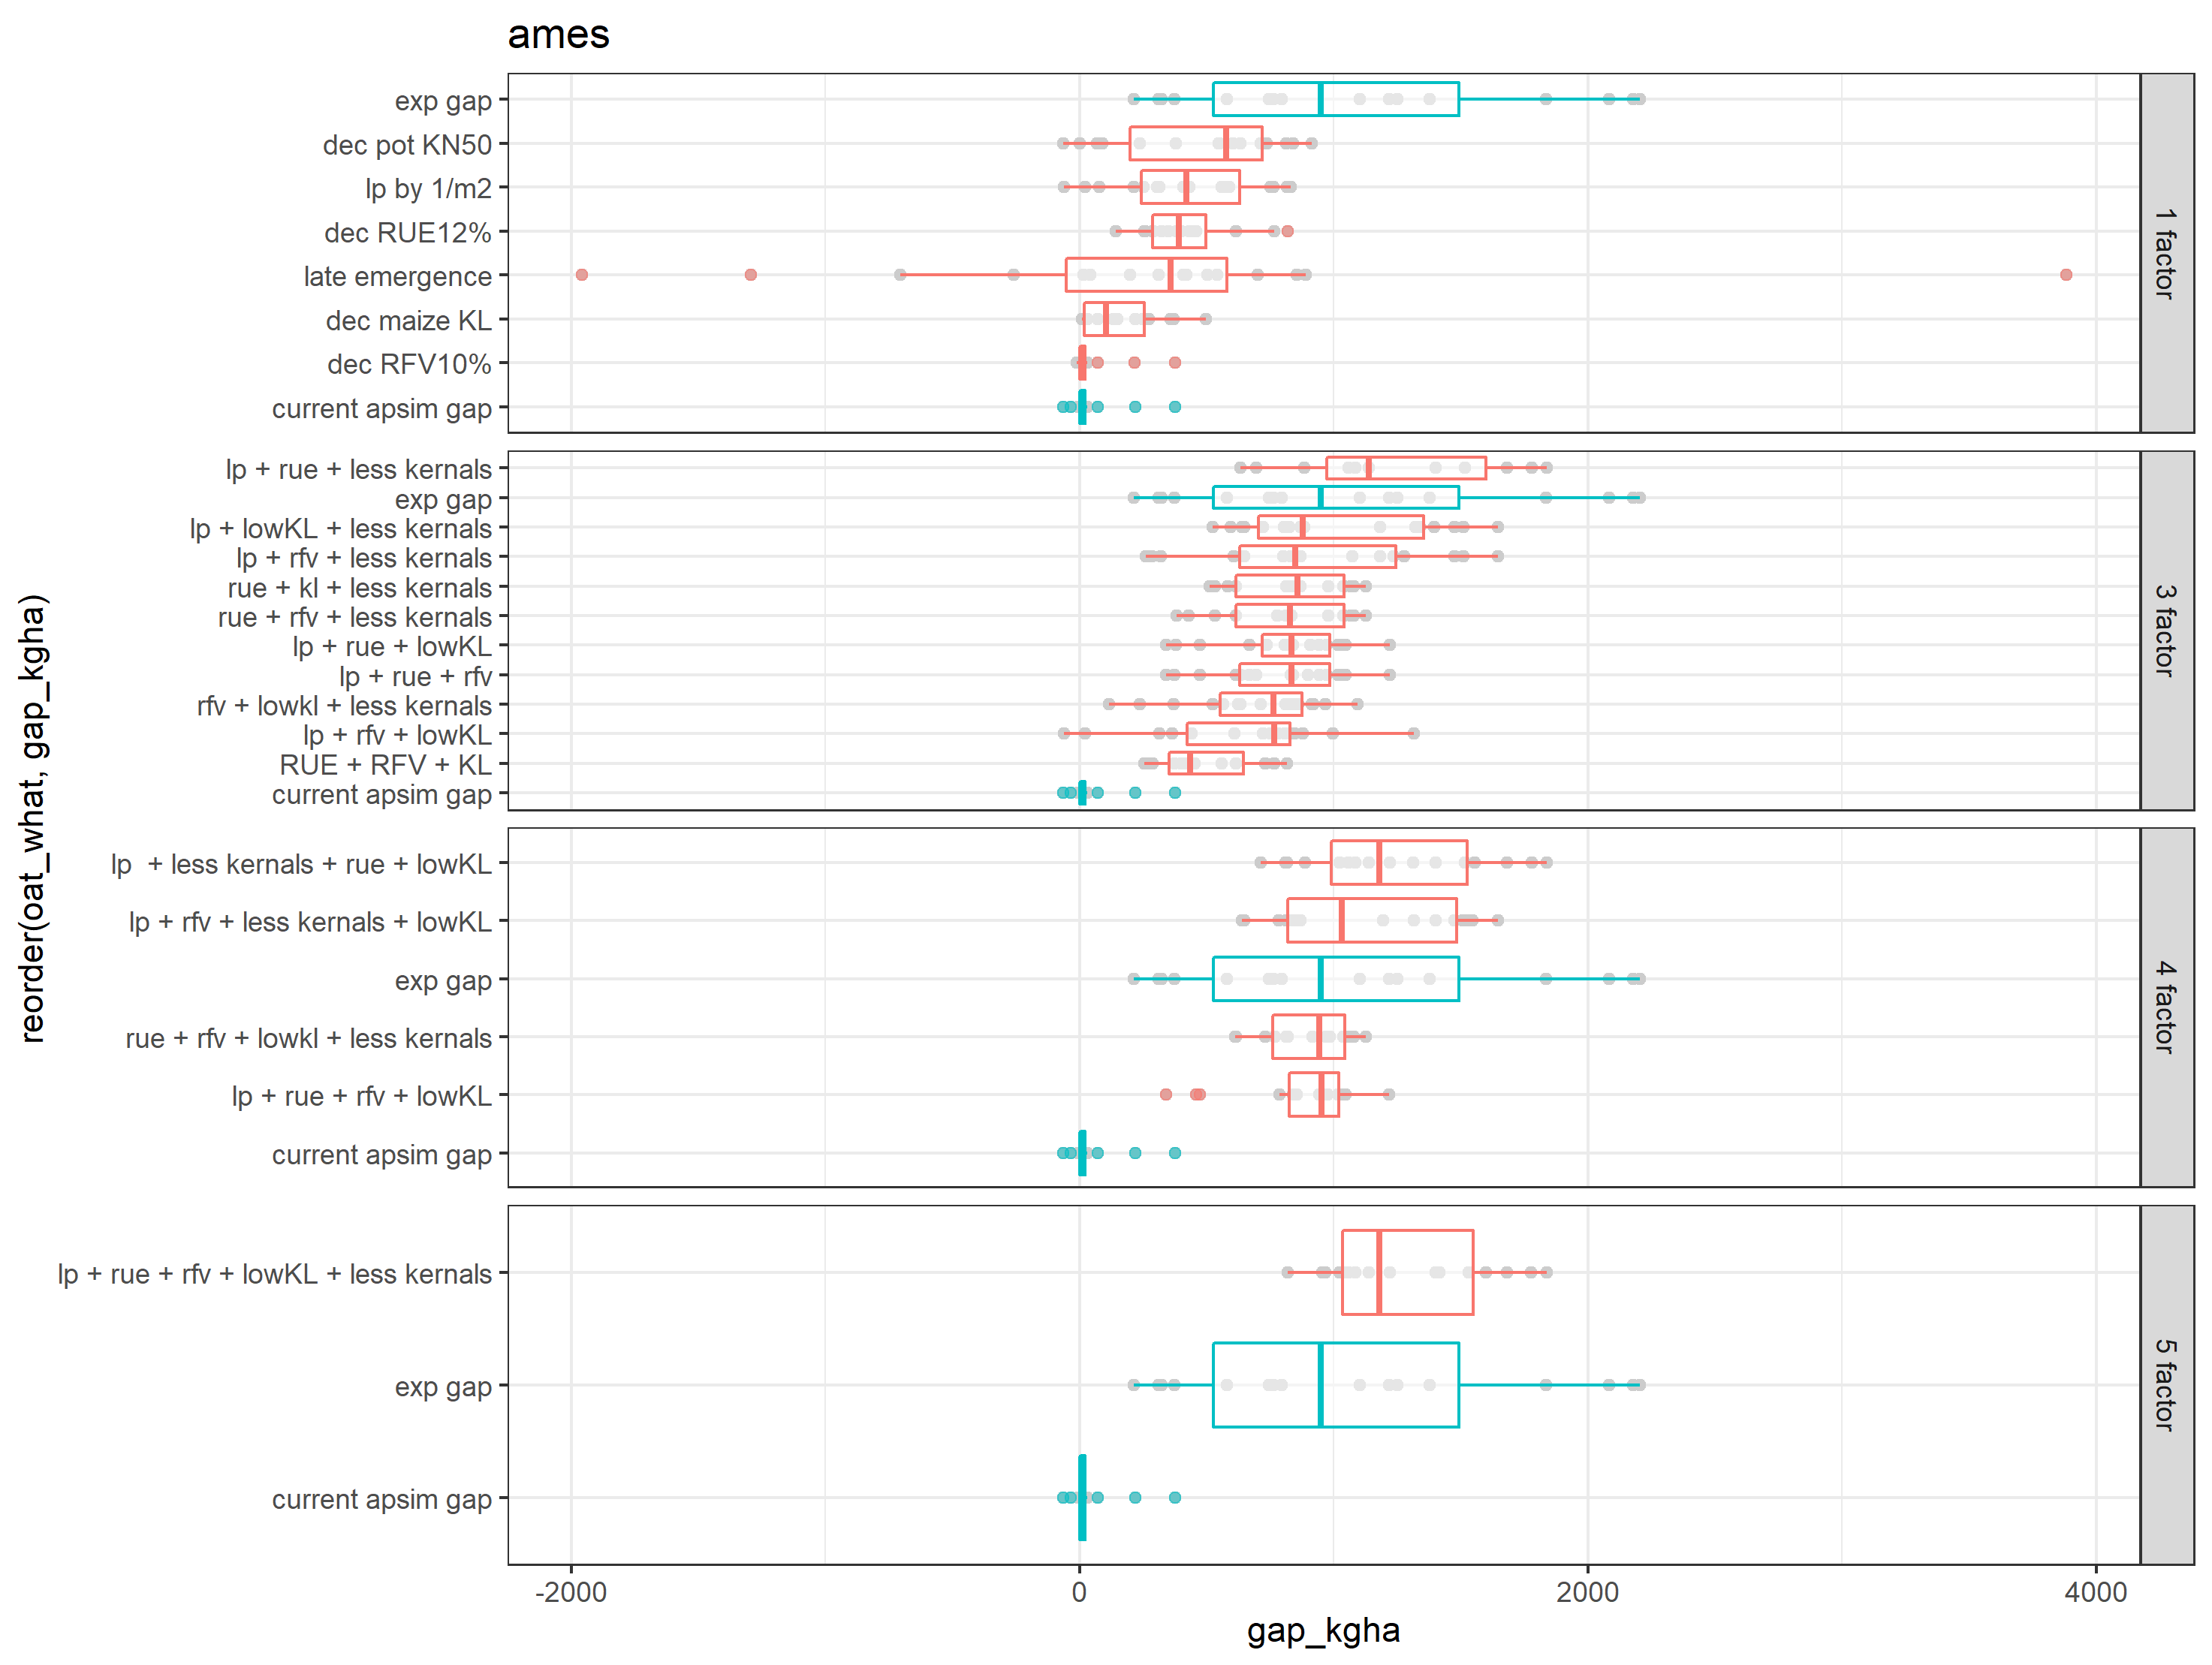 ames
exp gap
dec pot KN50
lp by 1/m2
dec RUE12%
late emergence
dec maize KL
dec RFV10%
current apsim gap
1 factor
lp + rue + less kernals
exp gap
lp + lowKL + less kernals
lp + rfv + less kernals
rue + kl + less kernals
rue + rfv + less kernals
lp + rue + lowKL
lp + rue + rfv
rfv + lowkl + less kernals
lp + rfv + lowKL
RUE + RFV + KL
current apsim gap
3 factor
lp  + less kernals + rue + lowKL
lp + rfv + less kernals + lowKL
exp gap
rue + rfv + lowkl + less kernals
lp + rue + rfv + lowKL
current apsim gap
4 factor
lp + rue + rfv + lowKL + less kernals
exp gap
current apsim gap
5 factor
-2000 0 2000 4000
gap_kgha
reorder(oat_what, gap_kgha)